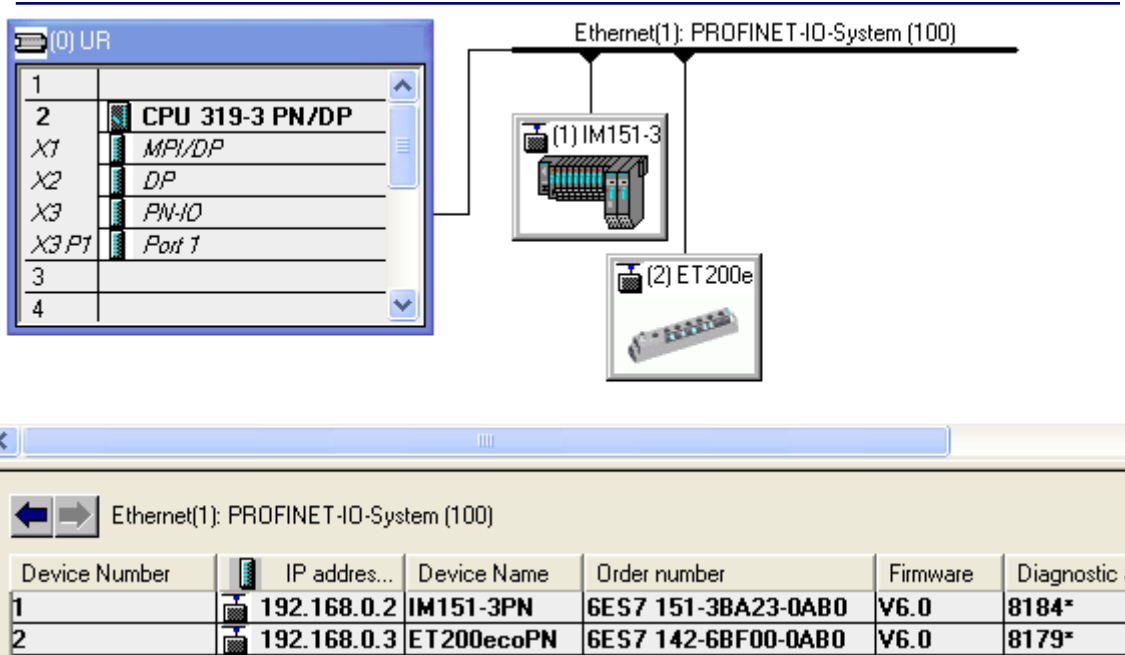 (0) UR
1
2 CPU 319-3 PN/DP
X1 MPI/DP
X2 DP
X3 PN-IO
X3 P1 Port 1
3
4
Ethernet(1): PROFINET-IO-System (100)
(1) IM151-3
(2) ET200e
Ethernet(1): PROFINET-IO-System (100)
Device Number IP addres... Device Name Order number Firmware Diagnostic
1 192.168.0.2 IM151-3PN 6ES7 151-3BA23-0AB0 V6.0 8184*
2 192.168.0.3 ET200ecoPN 6ES7 142-6BF00-0AB0 V6.0 8179*